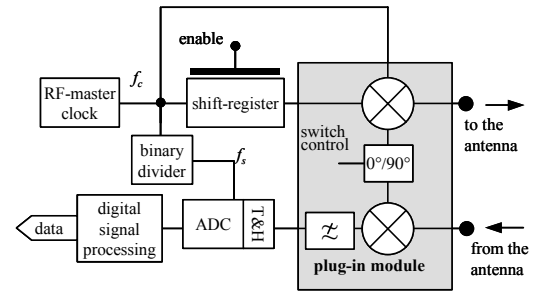 enable
f_c
RF-master
clock
shift-register
to the
antenna
switch
control
0°/90°
binary
divider
f_s
data
digital
signal
processing
ADC
T&H
from the
antenna
plug-in module